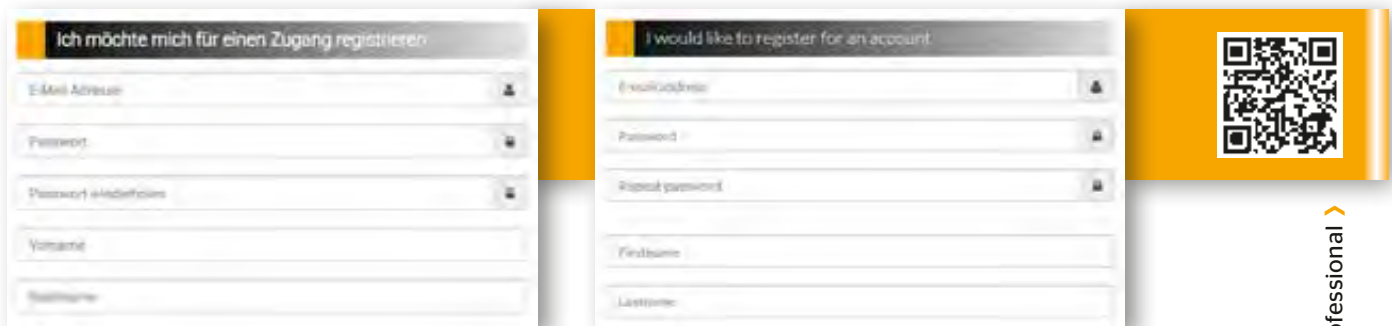 Ich möchte mich für einen Zugang registrieren
E-Mail Adresse
Passwort
Passwort wiederholen
Vorname
Nachname
I would like to register for an account
E-mail address
Password
Repeat password
Firstname
Lastname
ofessional